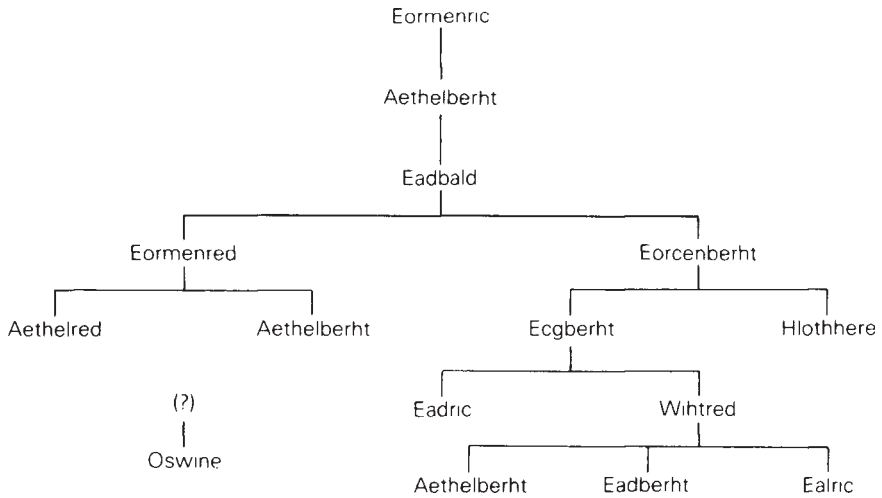 Eormenric
Aethelberht
Eadbald
Eormenred Eorcenberht
Aethelred Aethelberht Ecgberht Hlothhere
(?) Eadric Wihtred
Oswine
Aethelberht Eadberht Ealric